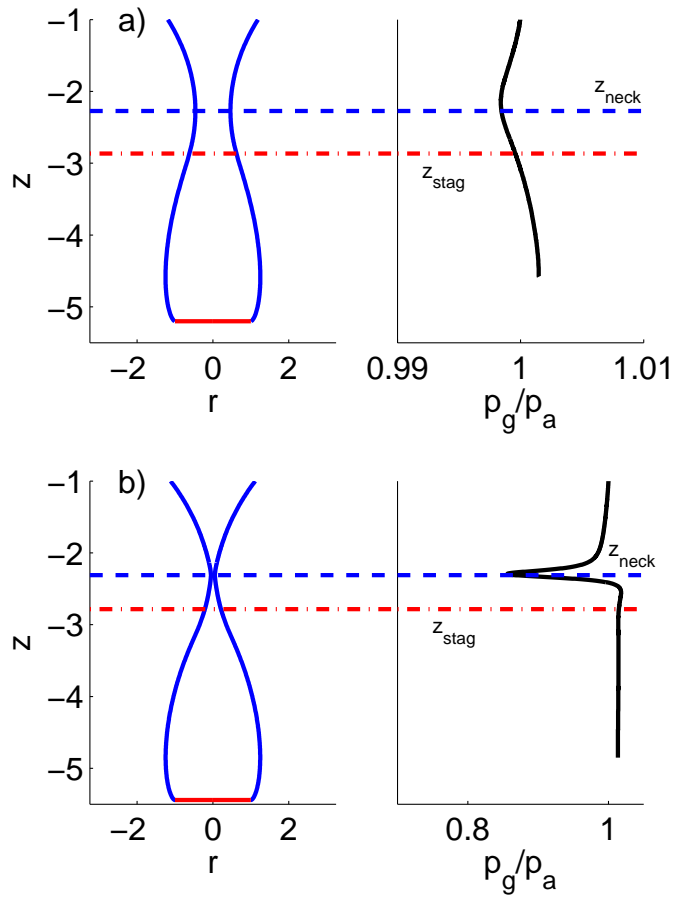 a)
−1
−2
−3
−4
−5
z
−2 0 2
r
z_neck
z_stag
0.99 1 1.01
p_g/p_a
b)
−1
−2
−3
−4
−5
z
−2 0 2
r
z_neck
z_stag
0.8 1
p_g/p_a